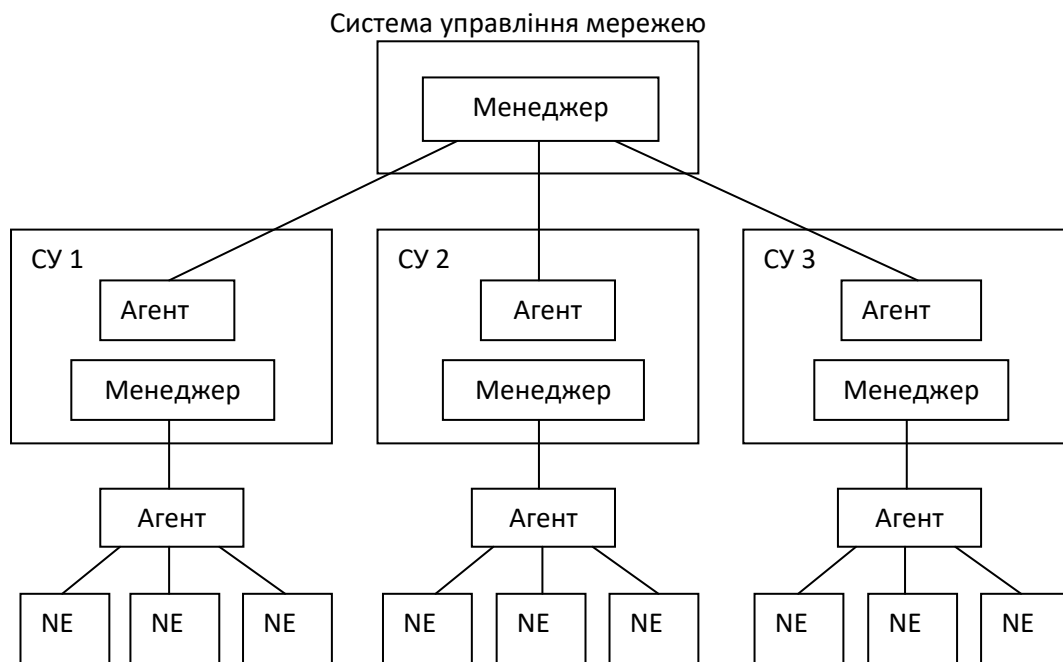 Система управління мережею
Менеджер
СУ 1
СУ 2
СУ 3
Агент
Агент
Агент
Менеджер
Менеджер
Менеджер
Агент
Агент
Агент
NE
NE
NE
NE
NE
NE
NE
NE
NE